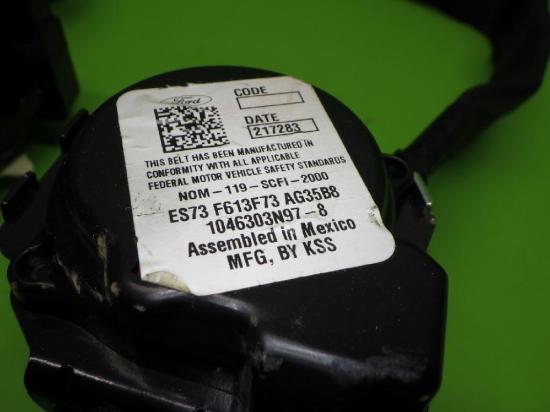 Ford
CODE
DATE
217283
THIS BELT HAS BEEN MANUFACTURED IN
CONFORMITY WITH ALL APPLICABLE
FEDERAL MOTOR VEHICLE SAFETY STANDARDS
NOM-119-SCFI-2000
ES73 F613F73 AG35B8
1046303N97-8
Assembled in Mexico
MFG, BY KSS